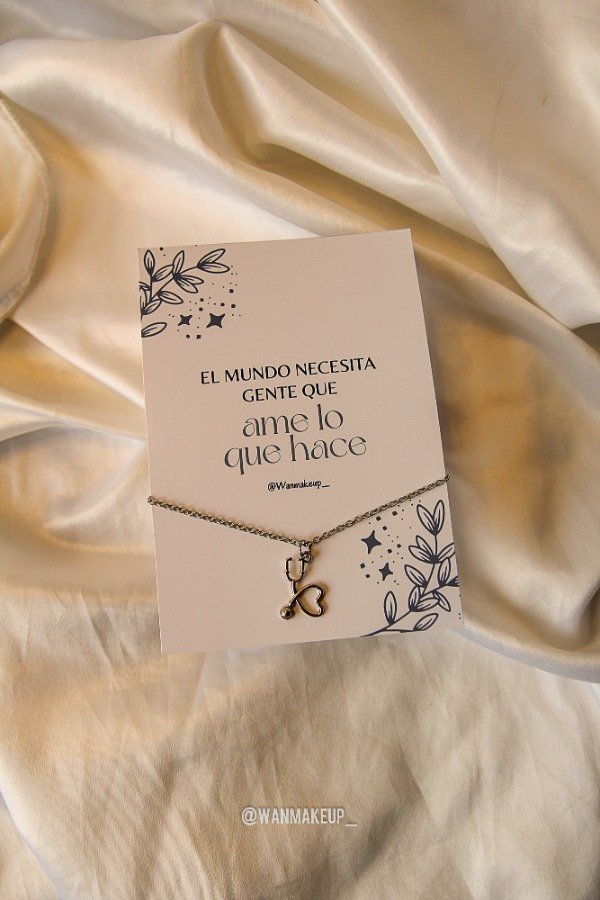 EL MUNDO NECESITA
GENTE QUE
ame lo
que hace
@Wanmakeup_
@WANMAKEUP_